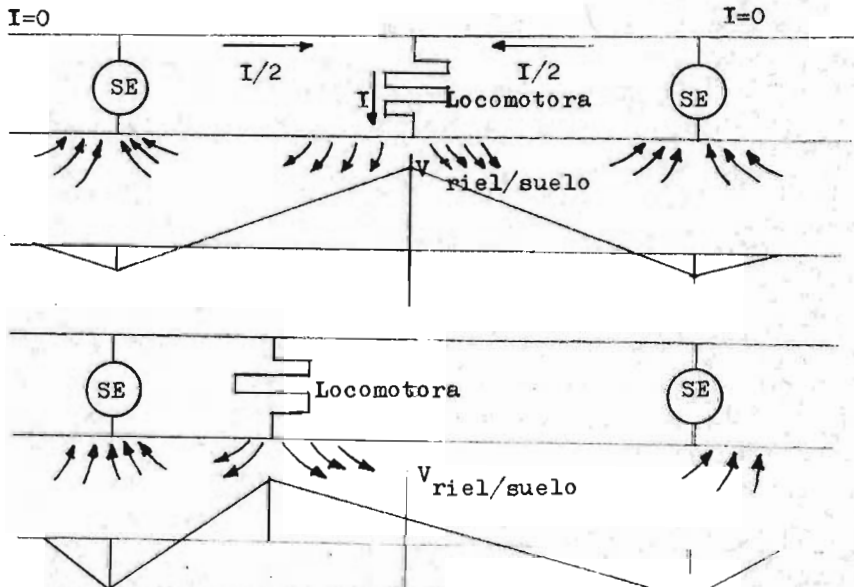 I=0
I=0
I/2
I/2
SE
I
Locomotora
SE
V riel/suelo
SE
Locomotora
SE
V riel/suelo